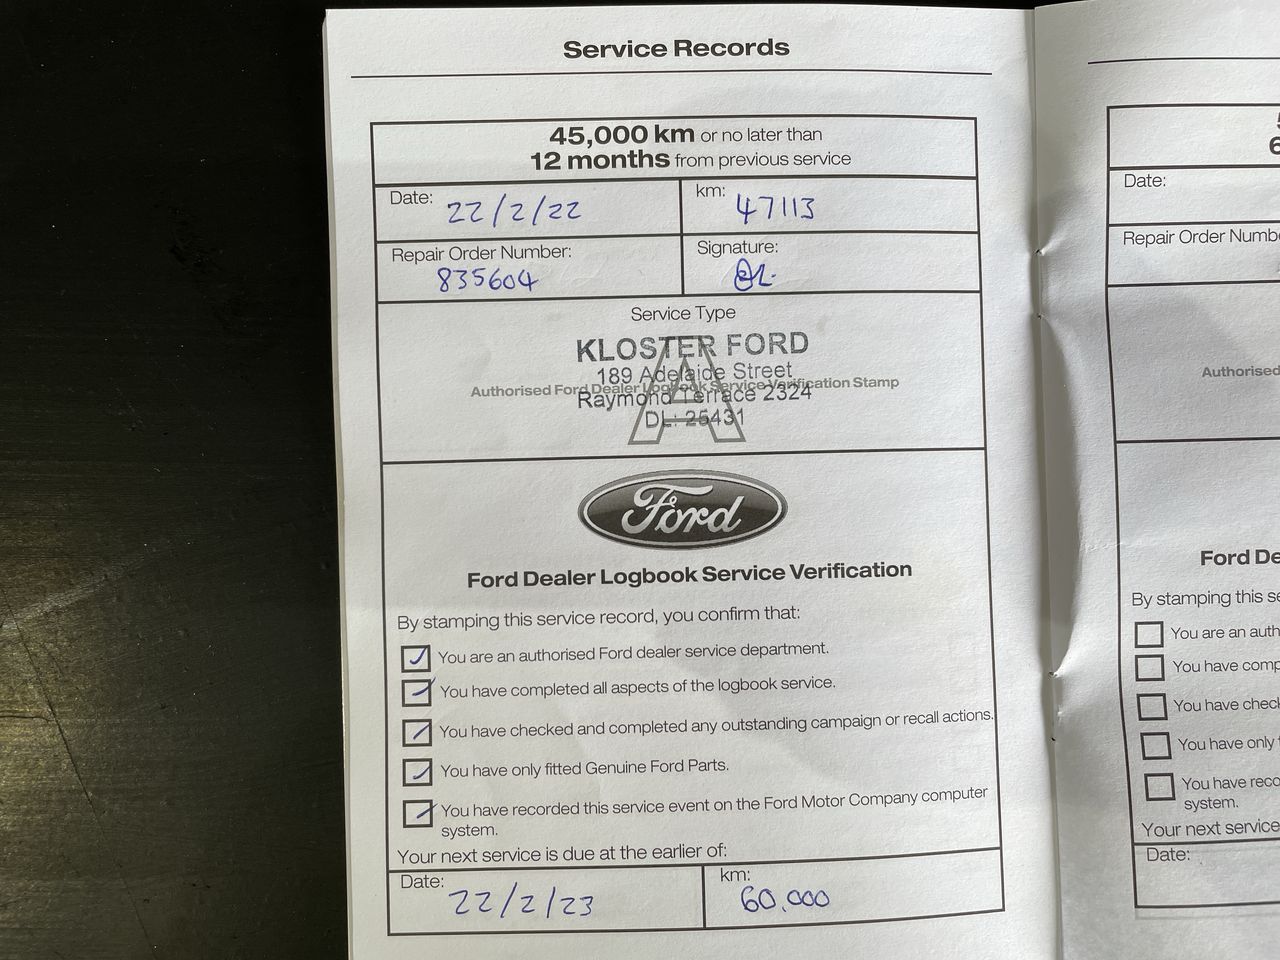 Service Records
45,000 km or no later than
12 months from previous service
Date: 22/2/22
km: 47113
Repair Order Number: 835604
Signature:
Service Type
A
KLOSTER FORD
189 Adelaide Street
Authorised Ford Dealer Logbook Service Verification Stamp
Raymond Terrace 2324
DL: 25431
Ford
Ford Dealer Logbook Service Verification
By stamping this service record, you confirm that:
You are an authorised Ford dealer service department.
You have completed all aspects of the logbook service.
You have checked and completed any outstanding campaign or recall actions.
You have only fitted Genuine Ford Parts.
You have recorded this service event on the Ford Motor Company computer
system.
Your next service is due at the earlier of:
Date: 22/2/23
km: 60,000
6
Date:
Repair Order Numb
Authorised
Ford De
By stamping this se
You are an auth
You have comp
You have check
You have only f
You have reco
system.
Your next service
Date: